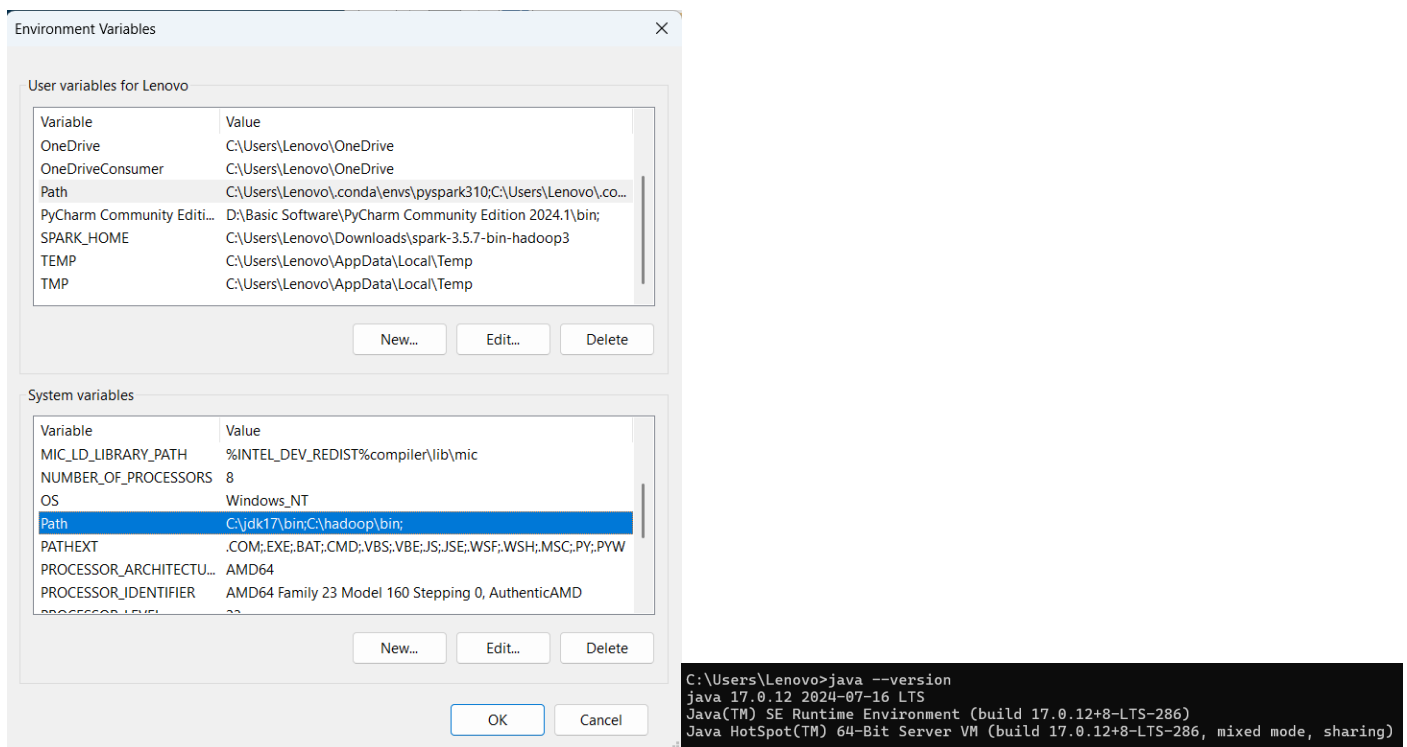 Environment Variables
User variables for Lenovo
Variable Value
OneDrive C:\Users\Lenovo\OneDrive
OneDriveConsumer C:\Users\Lenovo\OneDrive
Path C:\Users\Lenovo\.conda\envs\pyspark310;C:\Users\Lenovo\.co...
PyCharm Community Editi... D:\Basic Software\PyCharm Community Edition 2024.1\bin;
SPARK_HOME C:\Users\Lenovo\Downloads\spark-3.5.7-bin-hadoop3
TEMP C:\Users\Lenovo\AppData\Local\Temp
TMP C:\Users\Lenovo\AppData\Local\Temp
New... Edit... Delete
System variables
Variable Value
MIC_LD_LIBRARY_PATH %INTEL_DEV_REDIST%compiler\lib\mic
NUMBER_OF_PROCESSORS 8
OS Windows_NT
Path C:\jdk17\bin;C:\hadoop\bin;
PATHEXT .COM;.EXE;.BAT;.CMD;.VBS;.VBE;.JS;.JSE;.WSF;.WSH;.MSC;.PY;.PYW
PROCESSOR_ARCHITECTU... AMD64
PROCESSOR_IDENTIFIER AMD64 Family 23 Model 160 Stepping 0, AuthenticAMD
New... Edit... Delete
OK Cancel
C:\Users\Lenovo>java --version
java 17.0.12 2024-07-16 LTS
Java(TM) SE Runtime Environment (build 17.0.12+8-LTS-286)
Java HotSpot(TM) 64-Bit Server VM (build 17.0.12+8-LTS-286, mixed mode, sharing)